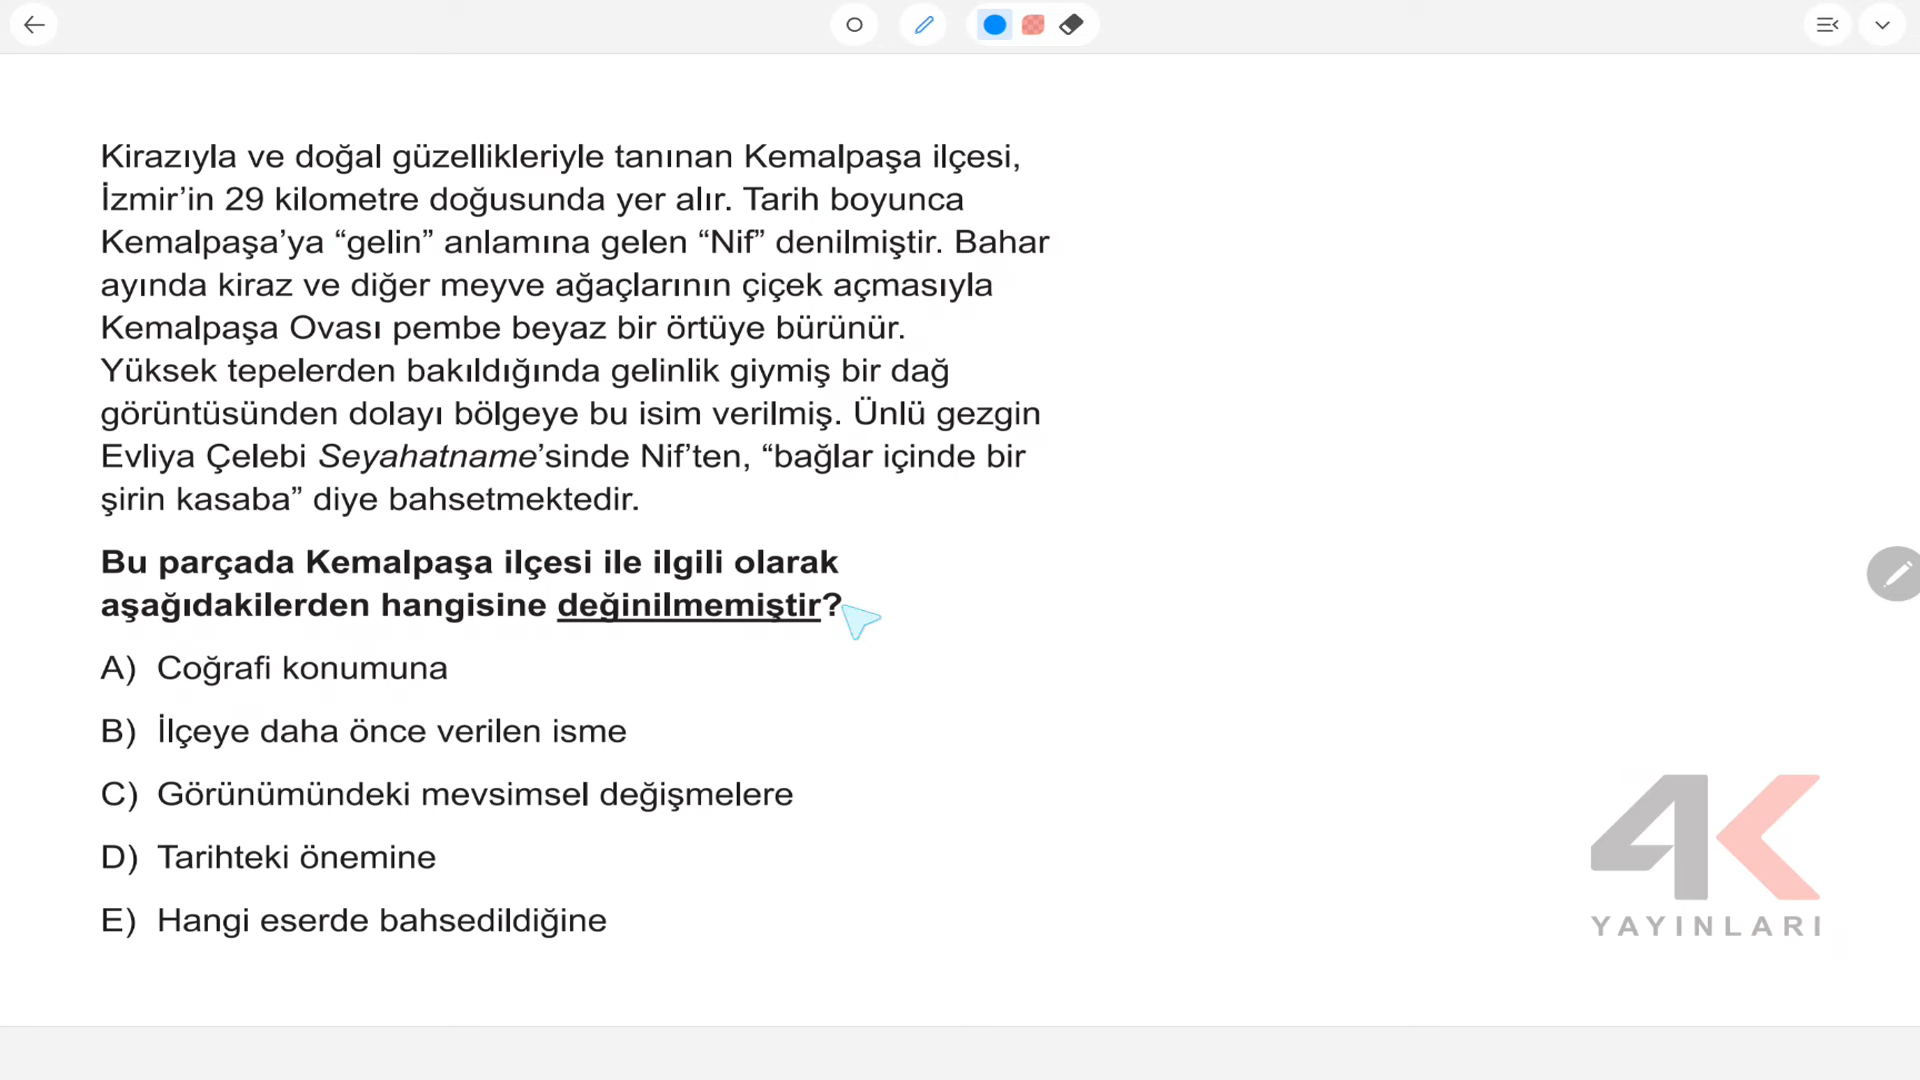 Kirazıyla ve doğal güzellikleriyle tanınan Kemalpaşa ilçesi,
İzmir’in 29 kilometre doğusunda yer alır. Tarih boyunca
Kemalpaşa’ya “gelin” anlamına gelen “Nif” denilmiştir. Bahar
ayında kiraz ve diğer meyve ağaçlarının çiçek açmasıyla
Kemalpaşa Ovası pembe beyaz bir örtüye bürünür.
Yüksek tepelerden bakıldığında gelinlik giymiş bir dağ
görüntüsünden dolayı bölgeye bu isim verilmiş. Ünlü gezgin
Evliya Çelebi Seyahatname’sinde Nif’ten, “bağlar içinde bir
şirin kasaba” diye bahsetmektedir.
Bu parçada Kemalpaşa ilçesi ile ilgili olarak
aşağıdakilerden hangisine değinilmemiştir?
A) Coğrafi konumuna
B) İlçeye daha önce verilen isme
C) Görünümündeki mevsimsel değişmelere
D) Tarihteki önemine
E) Hangi eserde bahsedildiğine
4K
YAYINLARI